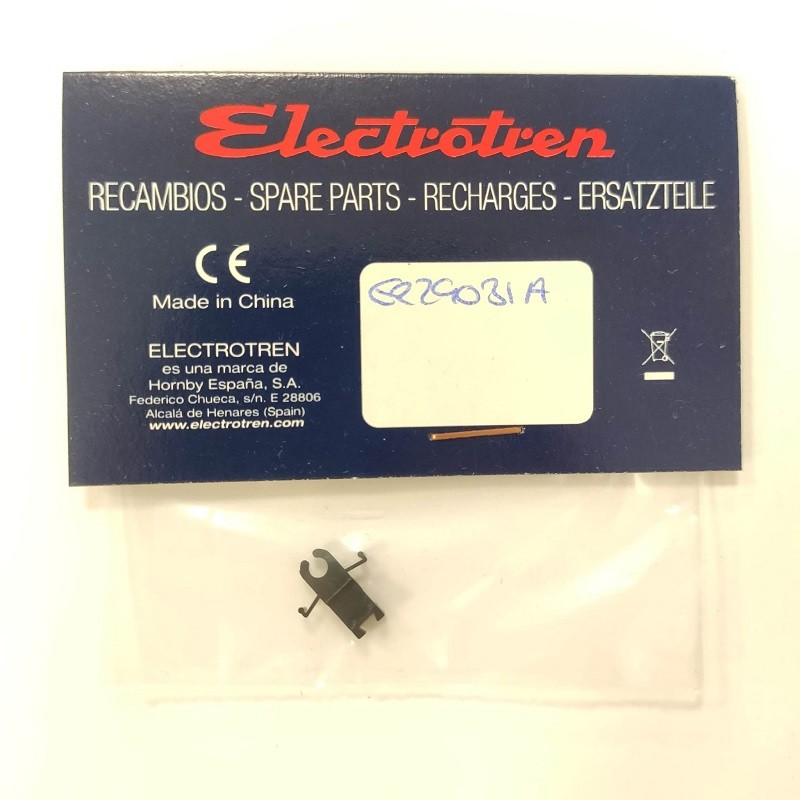 Electrotren
RECAMBIOS - SPARE PARTS - RECHARGES - ERSATZTEILE
CE
Made in China
ELECTROTREN
es una marca de
Hornby España, S.A.
Federico Chueca, s/n. E 28806
Alcalá de Henares (Spain)
www.electrotren.com